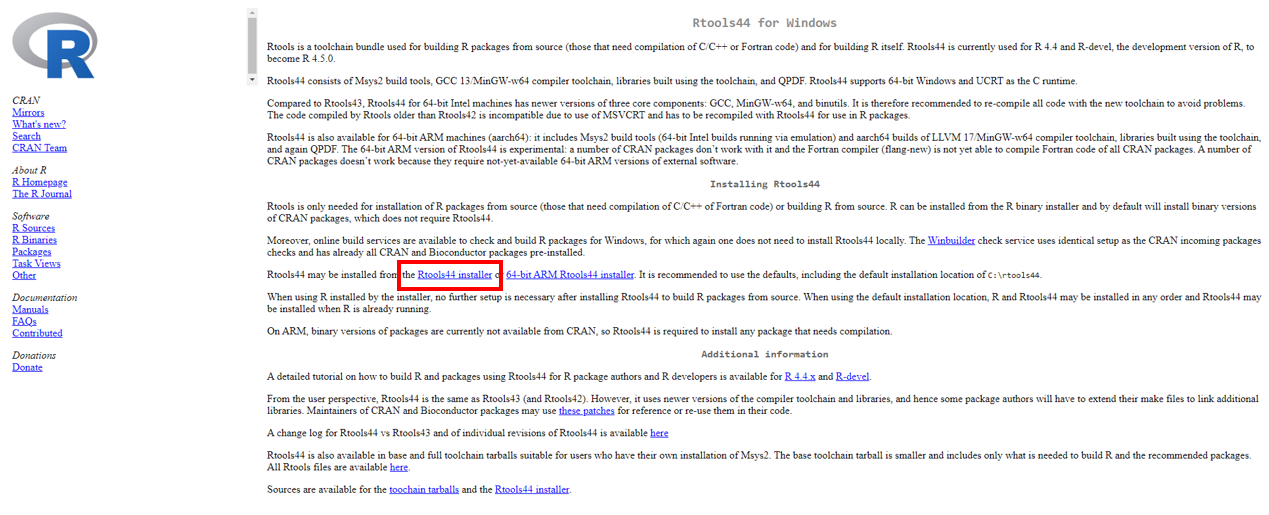 R
CRAN
Mirrors
What's new?
Search
CRAN Team
About R
R Homepage
The R Journal
Software
R Sources
R Binaries
Packages
Task Views
Other
Documentation
Manuals
FAQs
Contributed
Donations
Donate
Rtools44 for Windows
Rtools is a toolchain bundle used for building R packages from source (those that need compilation of C/C++ or Fortran code) and for building R itself. Rtools44 is currently used for R 4.4 and R-devel, the development version of R, to
become R 4.5.0.
Rtools44 consists of Msys2 build tools, GCC 13/MinGW-w64 compiler toolchain, libraries built using the toolchain, and QPDF. Rtools44 supports 64-bit Windows and UCRT as the C runtime.
Compared to Rtools43, Rtools44 for 64-bit Intel machines has newer versions of three core components: GCC, MinGW-w64, and binutils. It is therefore recommended to re-compile all code with the new toolchain to avoid problems.
The code compiled by Rtools older than Rtools42 is incompatible due to use of MSVCRT and has to be recompiled with Rtools44 for use in R packages.
Rtools44 is also available for 64-bit ARM machines (aarch64): it includes Msys2 build tools (64-bit Intel builds running via emulation) and aarch64 builds of LLVM 17/MinGW-w64 compiler toolchain, libraries built using the toolchain,
and again QPDF. The 64-bit ARM version of Rtools44 is experimental: a number of CRAN packages don't work with it and the Fortran compiler (flang-new) is not yet able to compile Fortran code of all CRAN packages. A number of
CRAN packages doesn't work because they require not-yet-available 64-bit ARM versions of external software.
Installing Rtools44
Rtools is only needed for installation of R packages from source (those that need compilation of C/C++ of Fortran code) or building R from source. R can be installed from the R binary installer and by default will install binary versions
of CRAN packages, which does not require Rtools44.
Moreover, online build services are available to check and build R packages for Windows, for which again one does not need to install Rtools44 locally. The Winbuilder check service uses identical setup as the CRAN incoming packages
checks and has already all CRAN and Bioconductor packages pre-installed.
Rtools44 may be installed from the Rtools44 installer or 64-bit ARM Rtools44 installer. It is recommended to use the defaults, including the default installation location of C:\rtools44.
When using R installed by the installer, no further setup is necessary after installing Rtools44 to build R packages from source. When using the default installation location, R and Rtools44 may be installed in any order and Rtools44 may
be installed when R is already running.
On ARM, binary versions of packages are currently not available from CRAN, so Rtools44 is required to install any package that needs compilation.
Additional information
A detailed tutorial on how to build R and packages using Rtools44 for R package authors and R developers is available for R 4.4.x and R-devel.
From the user perspective, Rtools44 is the same as Rtools43 (and Rtools42). However, it uses newer versions of the compiler toolchain and libraries, and hence some package authors will have to extend their make files to link additional
libraries. Maintainers of CRAN and Bioconductor packages may use these patches for reference or re-use them in their code.
A change log for Rtools44 vs Rtools43 and of individual revisions of Rtools44 is available here
Rtools44 is also available in base and full toolchain tarballs suitable for users who have their own installation of Msys2. The base toolchain tarball is smaller and includes only what is needed to build R and the recommended packages.
All Rtools files are available here.
Sources are available for the toochain tarballs and the Rtools44 installer.